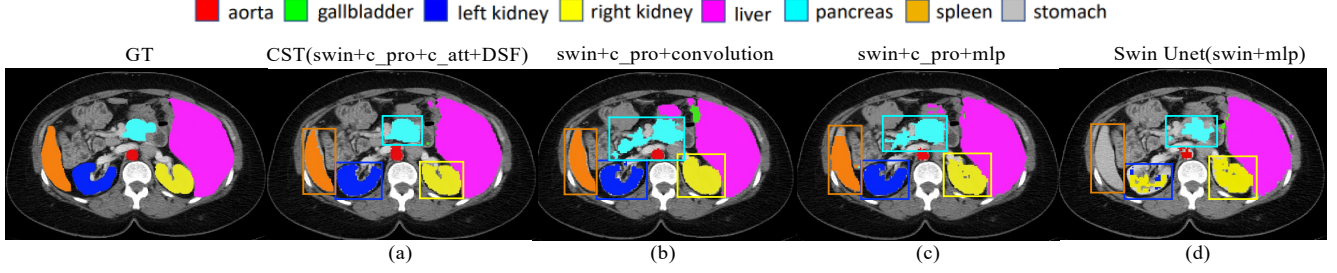 aorta gallbladder left kidney right kidney liver pancreas spleen stomach
GT CST(swin+c_pro+c_att+DSF) swin+c_pro+convolution swin+c_pro+mlp Swin Unet(swin+mlp)
(a) (b) (c) (d)